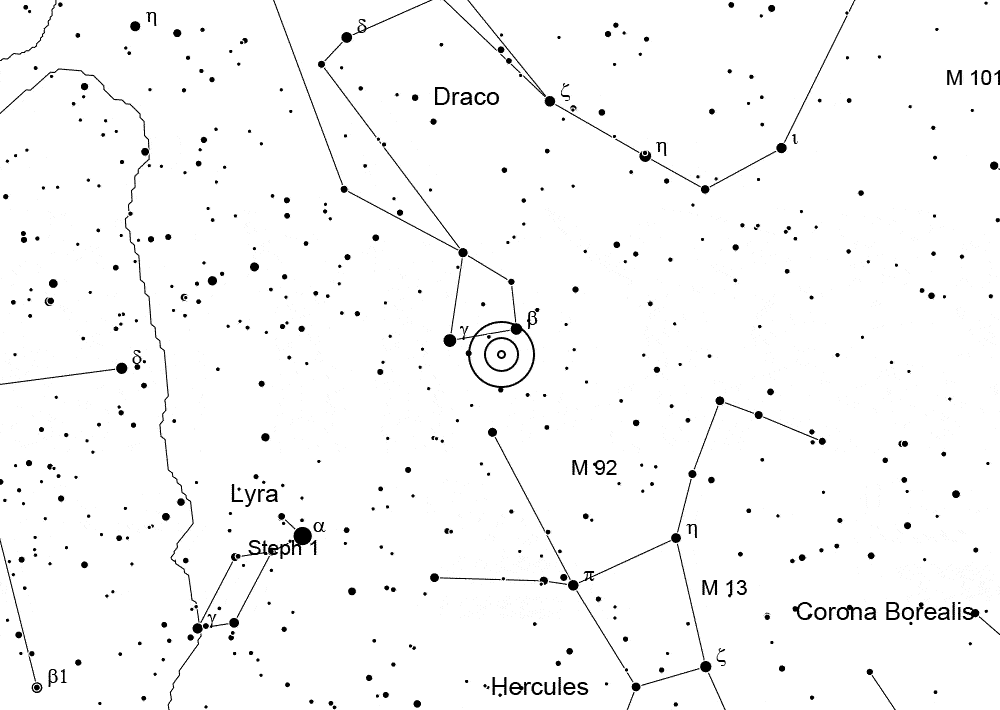 η
δ
M 101
Draco
ζ
η
ι
β
γ
δ
M 92
Lyra
α
η
Steph 1
π
M 13
γ
Corona Borealis
ζ
β1
Hercules